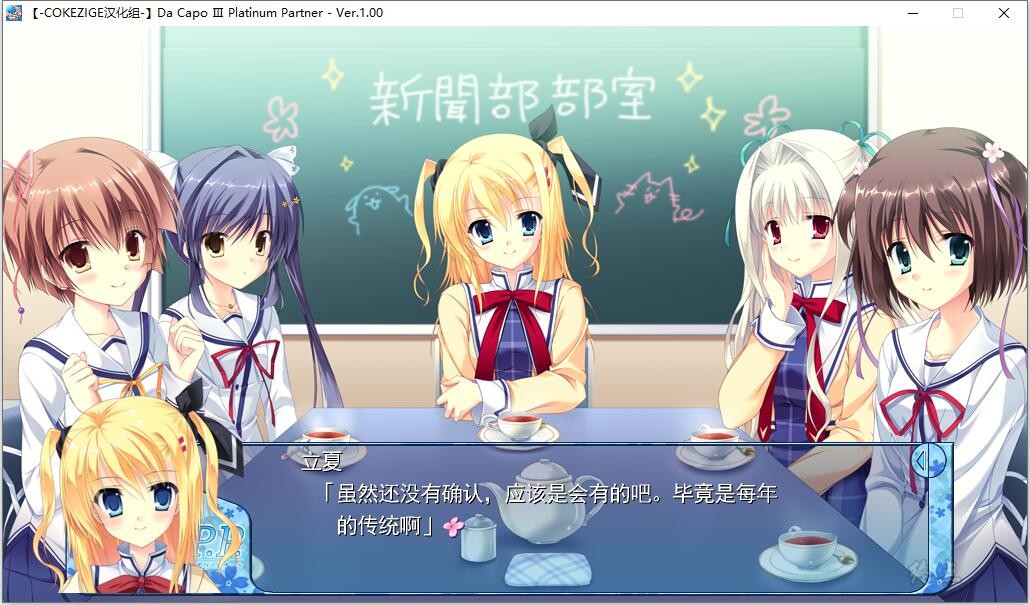 【-COKEZIGE汉化组-】Da Capo Ⅲ Platinum Partner - Ver.1.00
新聞部部室
立夏
「虽然还没有确认，应该是会有的吧。毕竟是每年
的传统啊」
P.P.